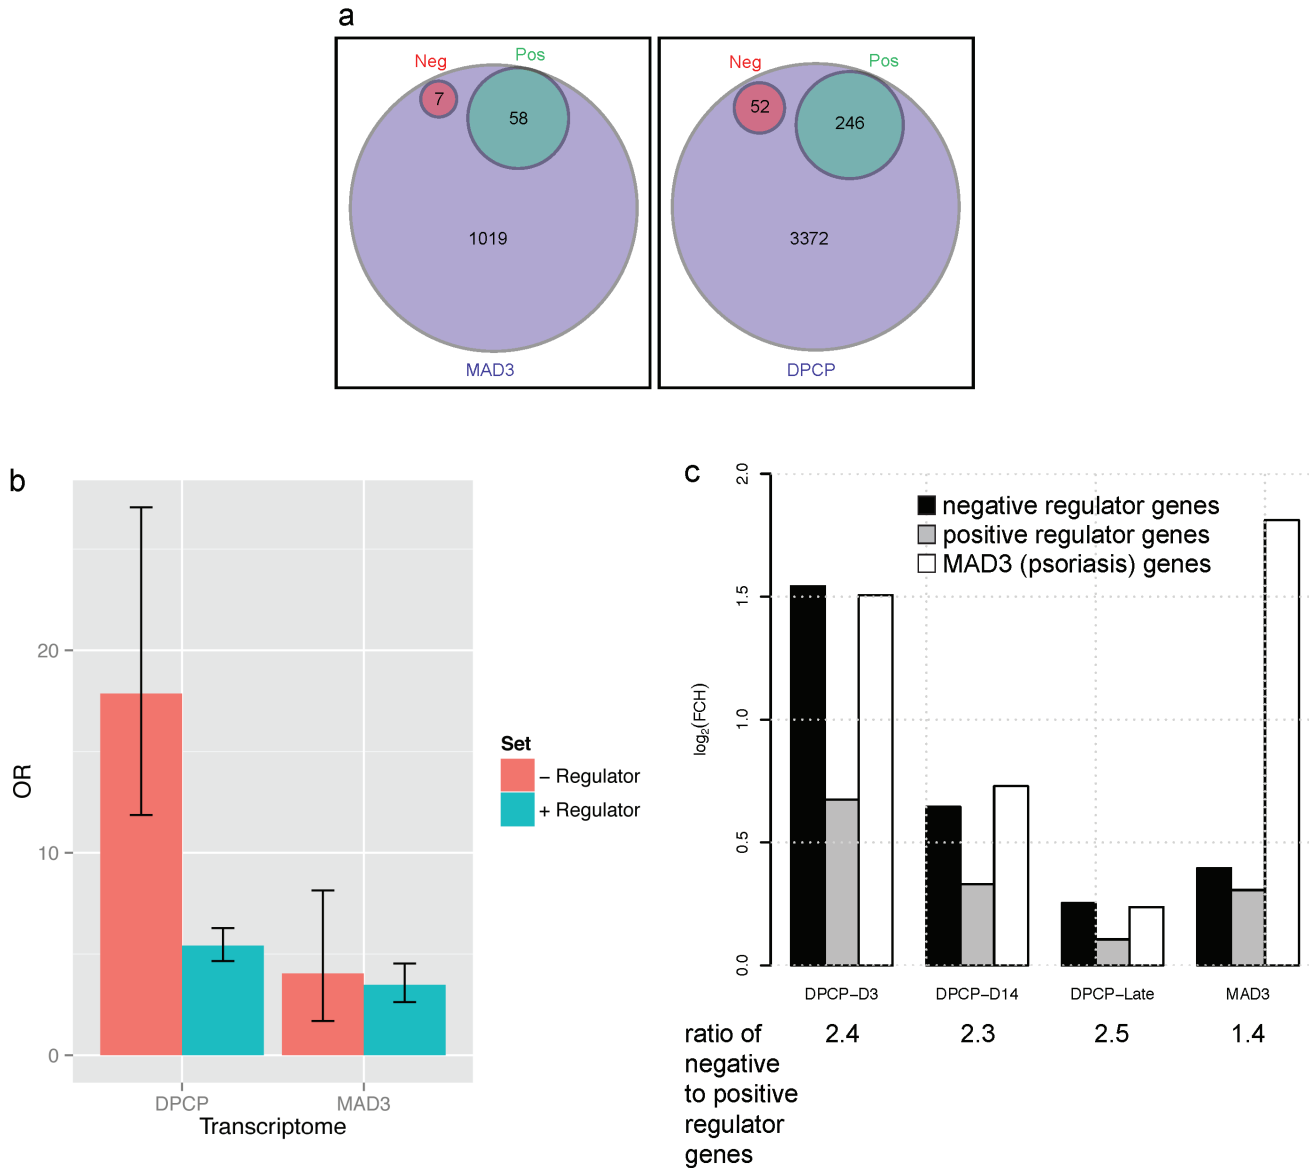 a
Neg
Pos
7
58
1019
MAD3
Neg
Pos
52
246
3372
DPCP
b
20
10
0
OR
DPCP
MAD3
Transcriptome
Set
– Regulator
+ Regulator
c
2.0
1.5
1.0
0.5
0.0
log2(FCH)
negative regulator genes
positive regulator genes
MAD3 (psoriasis) genes
DPCP–D3 DPCP–D14 DPCP–Late MAD3
ratio of 2.4 2.3 2.5 1.4
negative
to positive
regulator
genes